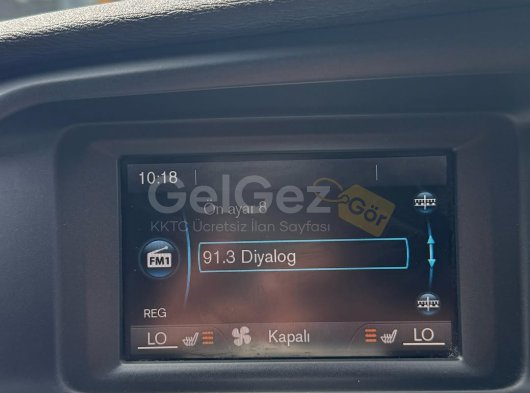 10:18
GelGez Gör
Ön ayar 8
KKTC Ücretsiz İlan Sayfası
91.3 Diyalog
FM1
REG
LO Kapalı LO